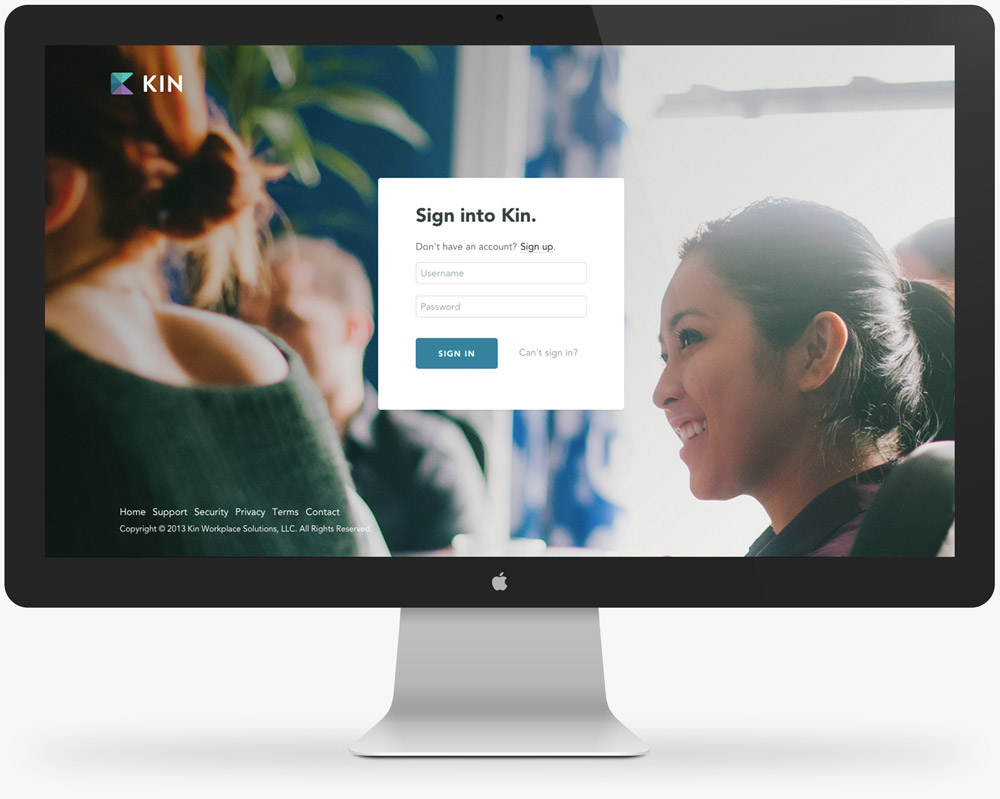 KIN
Sign into Kin.
Don't have an account? Sign up.
Username
Password
SIGN IN
Can't sign in?
Home Support Security Privacy Terms Contact
Copyright © 2013 Kin Workplace Solutions, LLC. All Rights Reserved.